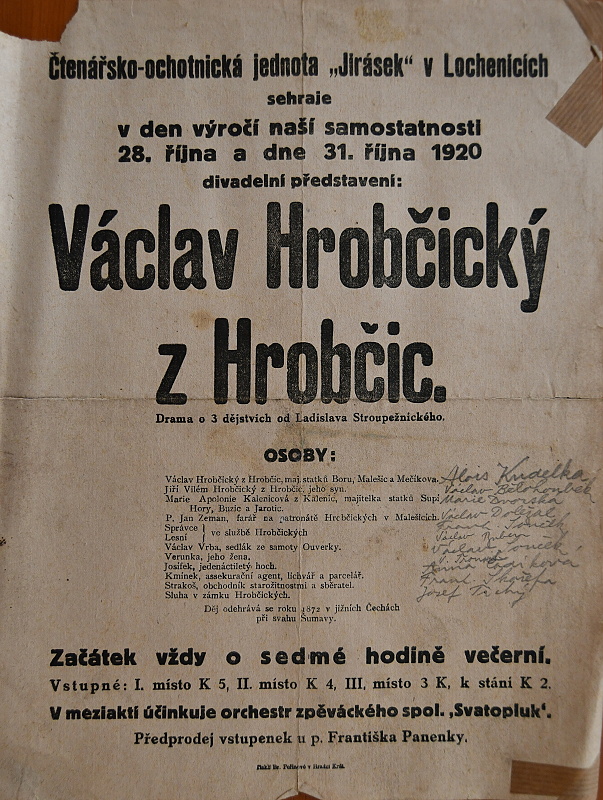 Čtenářsko-ochotnická jednota „Jirásek“ v Lochenicích
sehraje
v den výročí naší samostatnosti
28. října a dne 31. října 1920
divadelní představení:
Václav Hrobčický
z Hrobčic.
Drama o 3 dějstvích od Ladislava Stroupežnického.
OSOBY:
Václav Hrobčický z Hrobčic, maj. statků Boru, Malešic a Mečíkova, Alois Kudelka
Jiří Vilém Hrobčický z Hrobčic, jeho syn. Václav Bělohoubek
Marie Apolonie Kalenicová z Kalenic, majitelka statků Supí Marie Dvorská
Hory, Buzic a Jarotic.
P. Jan Zeman, farář na patronátě Hrobčických v Malešicích. Václav Doležal
Správce
Lesní } ve službě Hrobčických
Václav Vrba, sedlák ze samoty Ouverky. Václav
Verunka, jeho žena.
Josífek, jedenáctiletý hoch.
Kmínek, assekurační agent, lichvář a parcelář.
Strakoš, obchodník starožitnostmi a sběratel.
Sluha v zámku Hrobčických. Josef Tichý
Děj odehrává se roku 1872 v jižních Čechách
při svahu Šumavy.
Začátek vždy o sedmé hodině večerní.
Vstupné: I. místo K 5, II. místo K 4, III, místo 3 K, k stání K 2.
V meziaktí účinkuje orchestr zpěváckého spol. ‚Svatopluk‘.
Předprodej vstupenek u p. Františka Panenky.